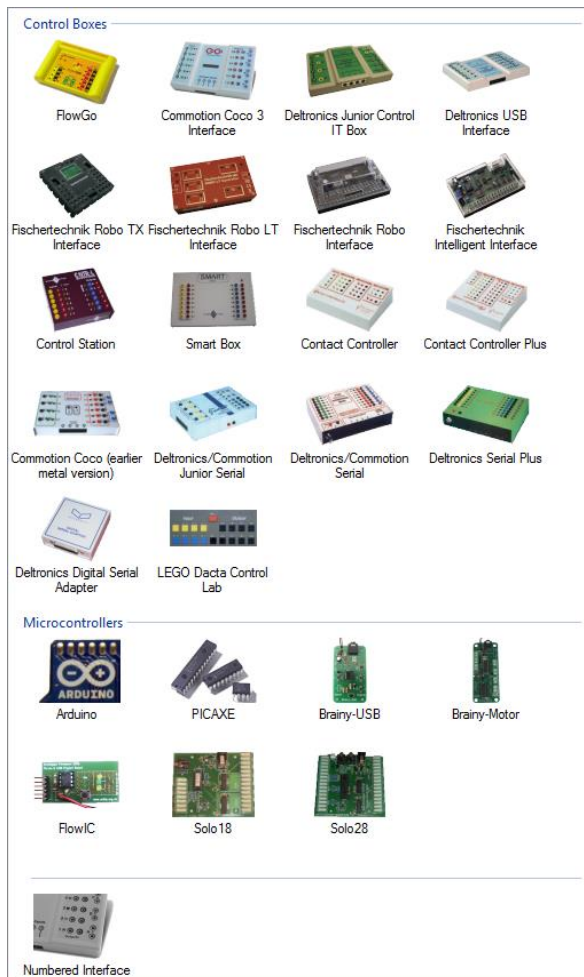 Control Boxes
FlowGo
Commotion Coco 3
Interface
Deltronics Junior Control
IT Box
Deltronics USB
Interface
Fischertechnik Robo TX
Interface
Fischertechnik Robo LT
Interface
Fischertechnik Robo
Interface
Fischertechnik
Intelligent Interface
SMART
Control Station
Smart Box
Contact Controller
Contact Controller Plus
Commotion Coco (earlier
metal version)
Deltronics/Commotion
Junior Serial
Deltronics/Commotion
Serial
Deltronics Serial Plus
Deltronics Digital Serial
Adapter
LEGO Dacta Control
Lab
Microcontrollers
ARDUINO
Arduino
PICAXE
Brainy-USB
Brainy-Motor
FlowIC
Solo18
Solo28
Numbered Interface